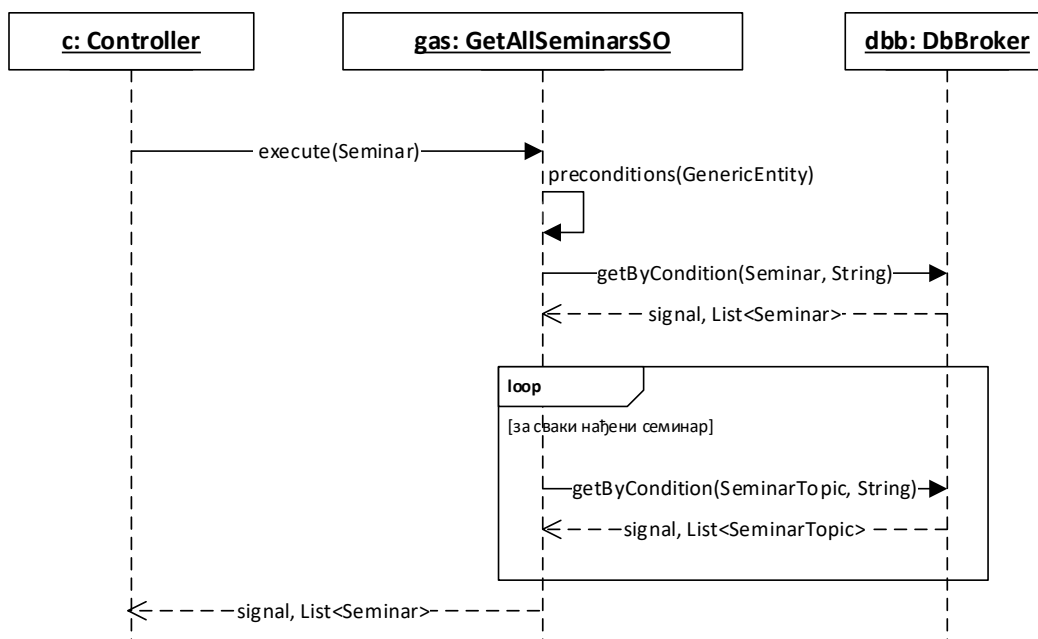 c: Controller
gas: GetAllSeminarsSO
dbb: DbBroker
execute(Seminar)
preconditions(GenericEntity)
getByCondition(Seminar, String)
signal, List<Seminar>
loop
[за сваки нађени семинар]
getByCondition(SeminarTopic, String)
signal, List<SeminarTopic>
signal, List<Seminar>